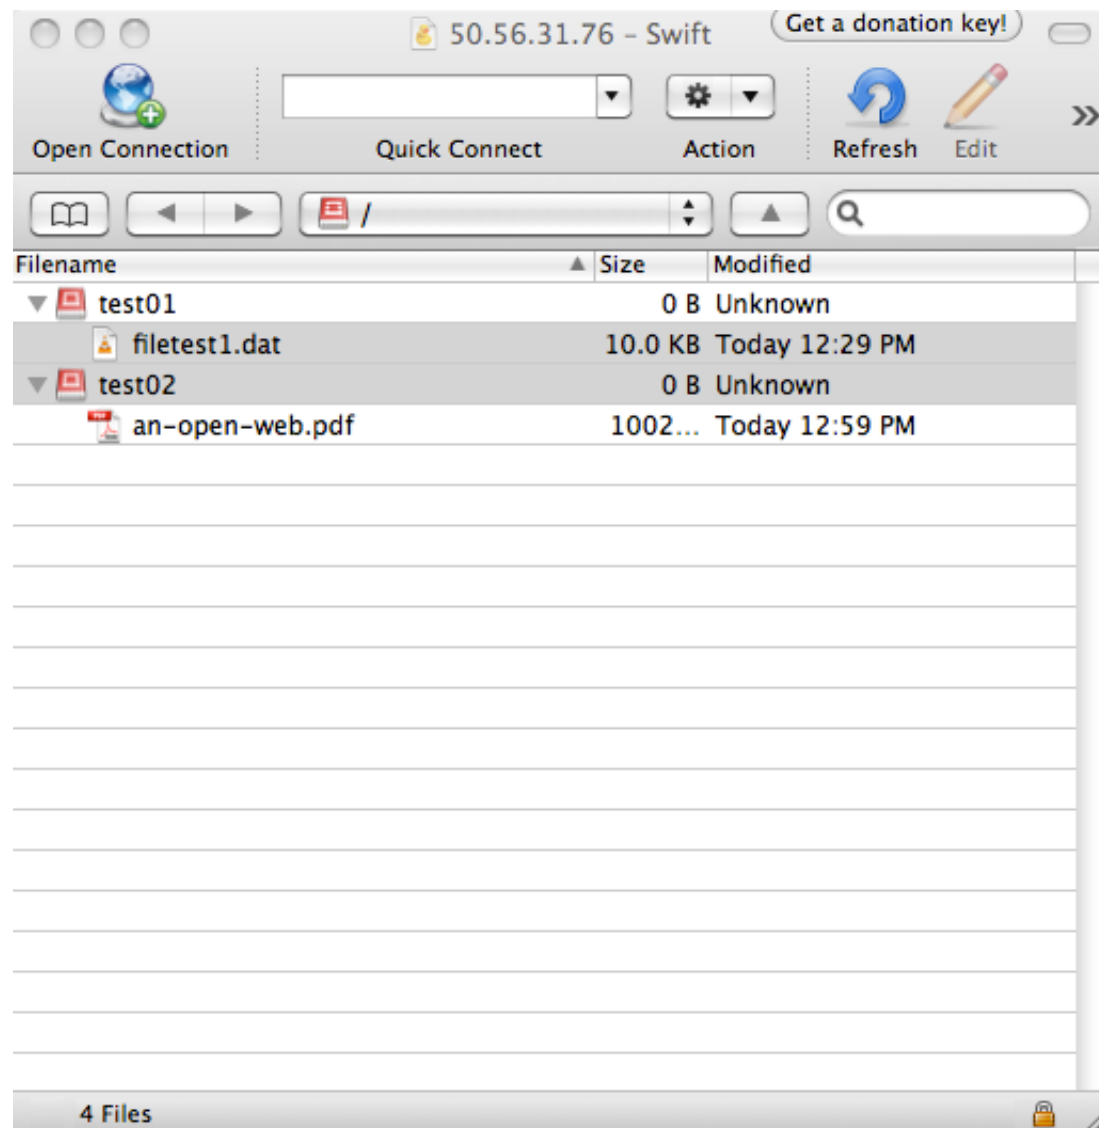 50.56.31.76 – Swift Get a donation key!
Open Connection Quick Connect Action Refresh Edit
/
Filename Size Modified
test01 0 B Unknown
filetest1.dat 10.0 KB Today 12:29 PM
test02 0 B Unknown
an-open-web.pdf 1002... Today 12:59 PM
4 Files